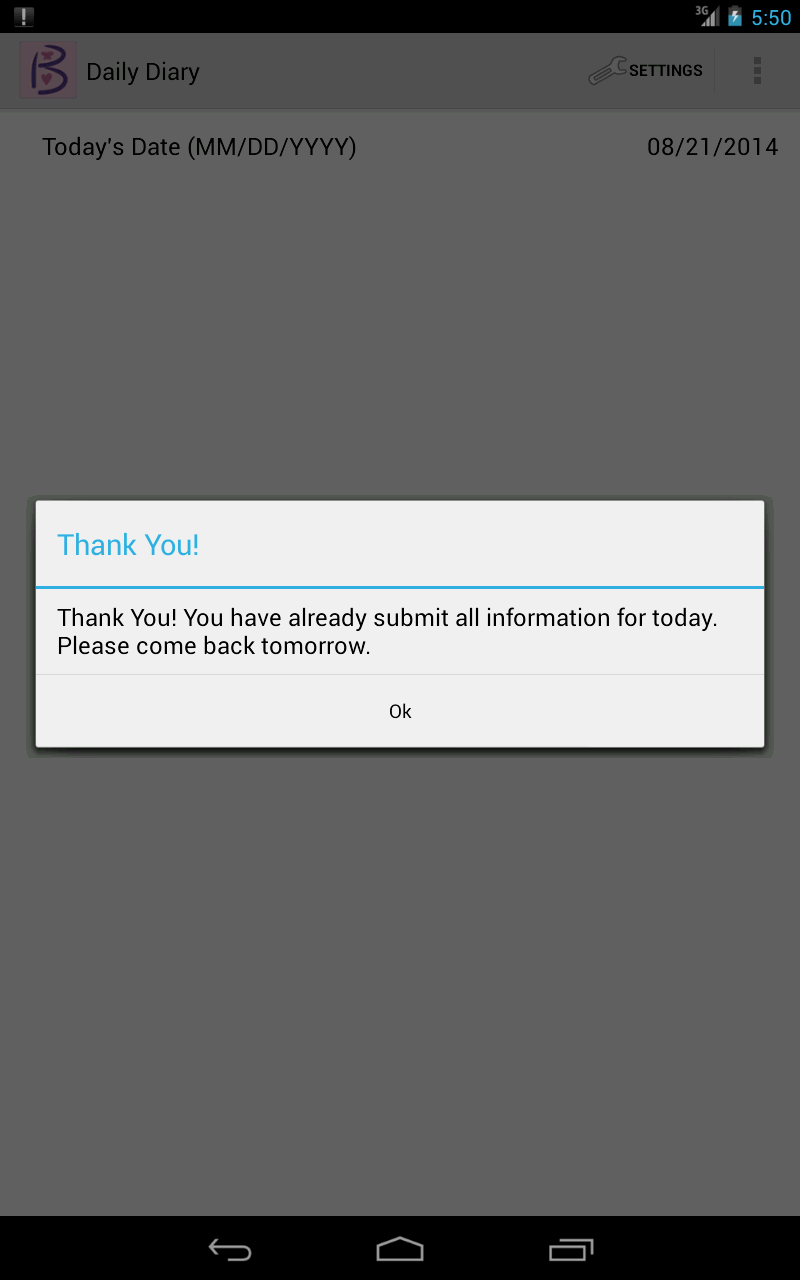 3G 5:50
B Daily Diary SETTINGS
Today's Date (MM/DD/YYYY) 08/21/2014
Thank You!
Thank You! You have already submit all information for today.
Please come back tomorrow.
Ok